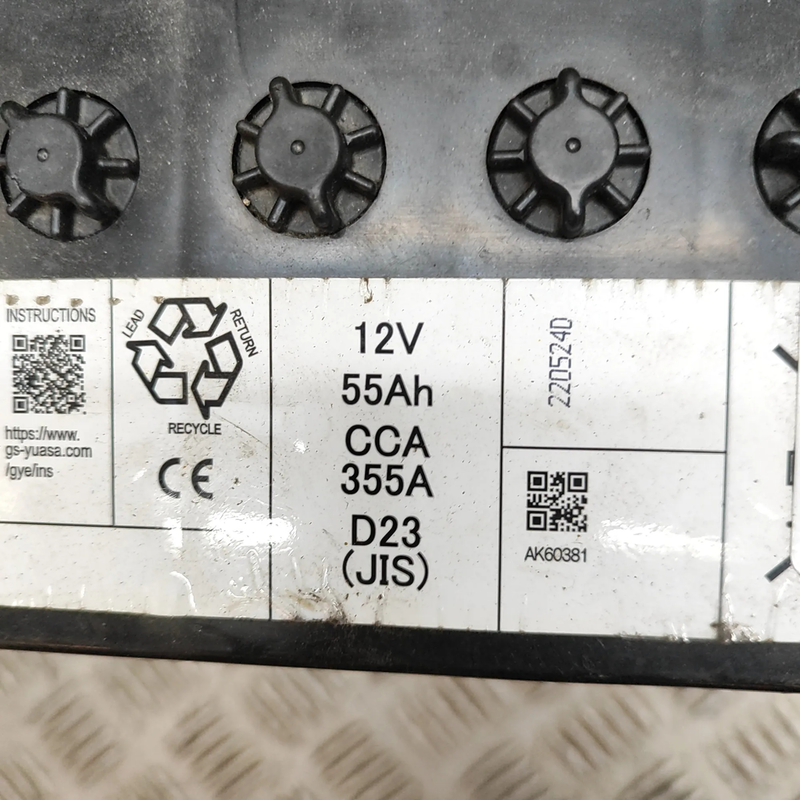 INSTRUCTIONS
https://www.
gs-yuasa.com
/gye/ins
LEAD
RETURN
RECYCLE
CE
12V
55Ah
CCA
355A
D23
(JIS)
220524D
AK60381